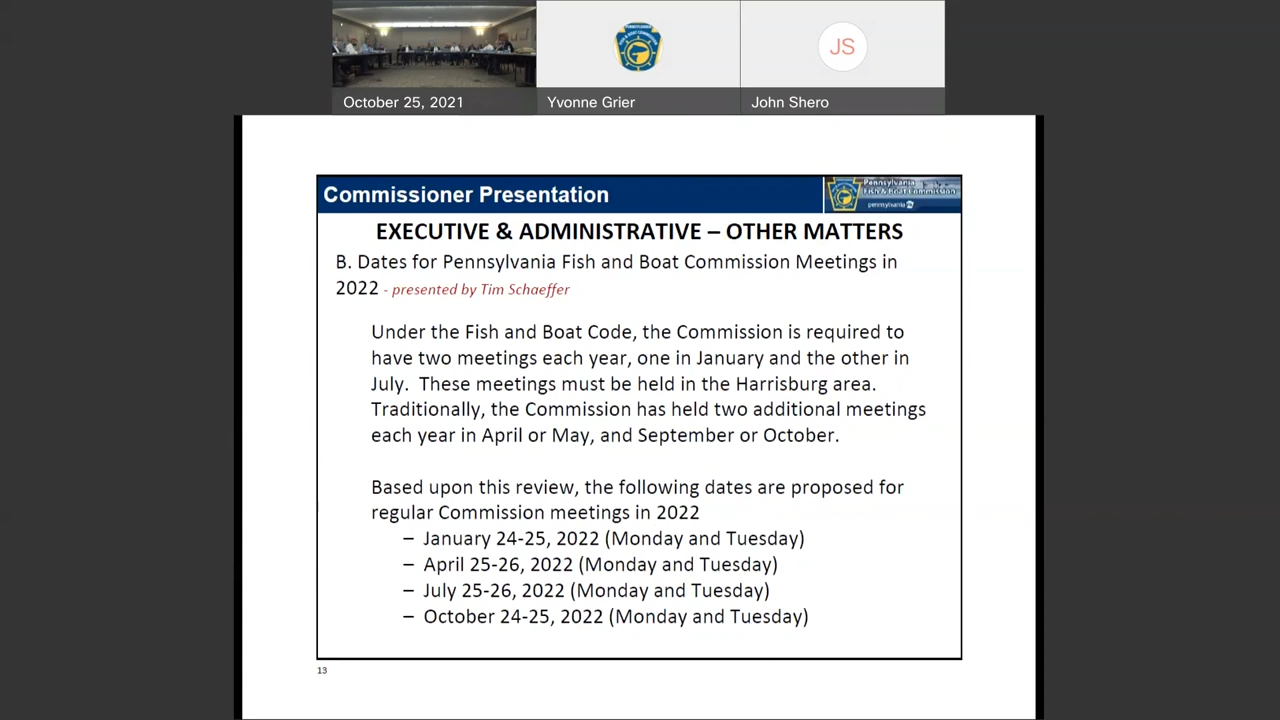 October 25, 2021
Yvonne Grier
JS
John Shero
Commissioner Presentation
Pennsylvania
Fish & Boat Commission
pennsylvania
EXECUTIVE & ADMINISTRATIVE – OTHER MATTERS
B. Dates for Pennsylvania Fish and Boat Commission Meetings in
2022 - presented by Tim Schaeffer
Under the Fish and Boat Code, the Commission is required to
have two meetings each year, one in January and the other in
July. These meetings must be held in the Harrisburg area.
Traditionally, the Commission has held two additional meetings
each year in April or May, and September or October.
Based upon this review, the following dates are proposed for
regular Commission meetings in 2022
– January 24-25, 2022 (Monday and Tuesday)
– April 25-26, 2022 (Monday and Tuesday)
– July 25-26, 2022 (Monday and Tuesday)
– October 24-25, 2022 (Monday and Tuesday)
13